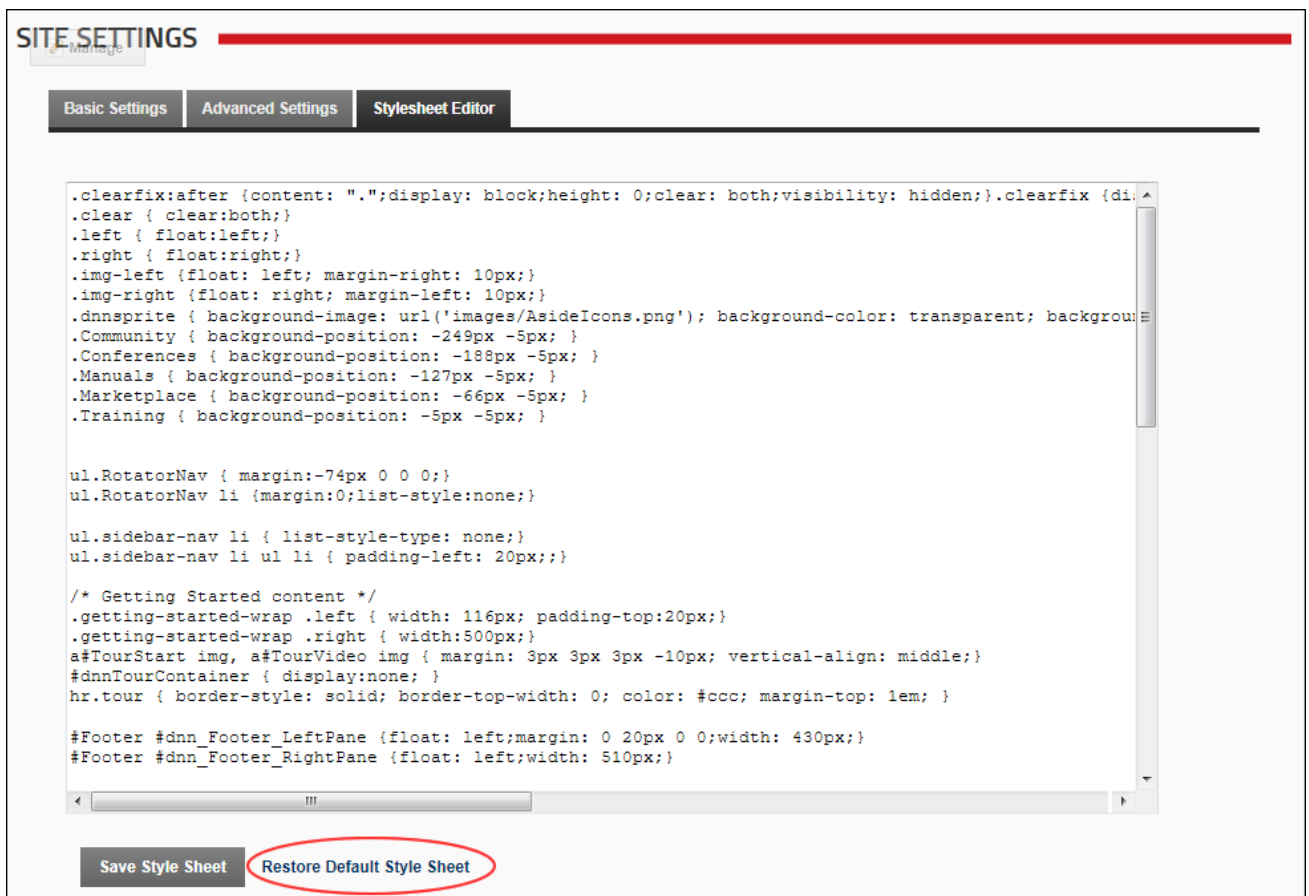 SITE SETTINGS
Manage
Basic Settings Advanced Settings Stylesheet Editor
.clearfix:after {content: ".";display: block;height: 0;clear: both;visibility: hidden;}.clearfix {di
.clear { clear:both;}
.left { float:left;}
.right { float:right;}
.img-left {float: left; margin-right: 10px;}
.img-right {float: right; margin-left: 10px;}
.dnnsprite { background-image: url('images/AsideIcons.png'); background-color: transparent; backgrou
.Community { background-position: -249px -5px; }
.Conferences { background-position: -188px -5px; }
.Manuals { background-position: -127px -5px; }
.Marketplace { background-position: -66px -5px; }
.Training { background-position: -5px -5px; }
ul.RotatorNav { margin:-74px 0 0 0;}
ul.RotatorNav li {margin:0;list-style:none;}
ul.sidebar-nav li { list-style-type: none;}
ul.sidebar-nav li ul li { padding-left: 20px;;}
/* Getting Started content */
.getting-started-wrap .left { width: 116px; padding-top:20px;}
.getting-started-wrap .right { width:500px;}
a#TourStart img, a#TourVideo img { margin: 3px 3px 3px -10px; vertical-align: middle;}
#dnnTourContainer { display:none; }
hr.tour { border-style: solid; border-top-width: 0; color: #ccc; margin-top: 1em; }
#Footer #dnn_Footer_LeftPane {float: left;margin: 0 20px 0 0;width: 430px;}
#Footer #dnn_Footer_RightPane {float: left;width: 510px;}
Save Style Sheet Restore Default Style Sheet